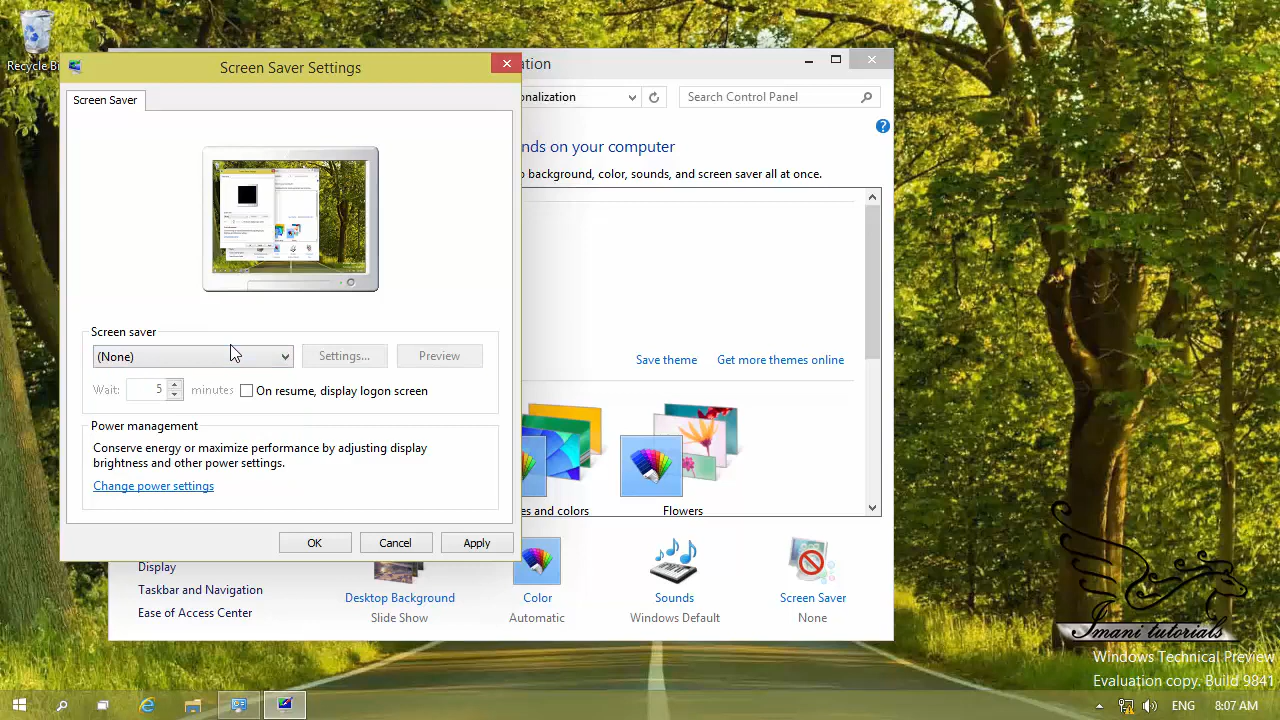 Recycle Bi
Screen Saver Settings
ation
Screen Saver
onalization
Search Control Panel
nds on your computer
background, color, sounds, and screen saver all at once.
Screen saver
(None)
Settings...
Preview
Wait:
5
minutes
On resume, display logon screen
Power management
Conserve energy or maximize performance by adjusting display
brightness and other power settings.
Change power settings
OK
Cancel
Apply
Save theme
Get more themes online
es and colors
Flowers
Display
Taskbar and Navigation
Ease of Access Center
Desktop Background
Slide Show
Color
Automatic
Sounds
Windows Default
Screen Saver
None
Imani tutorials
Windows Technical Preview
Evaluation copy. Build 9841
ENG
8:07 AM